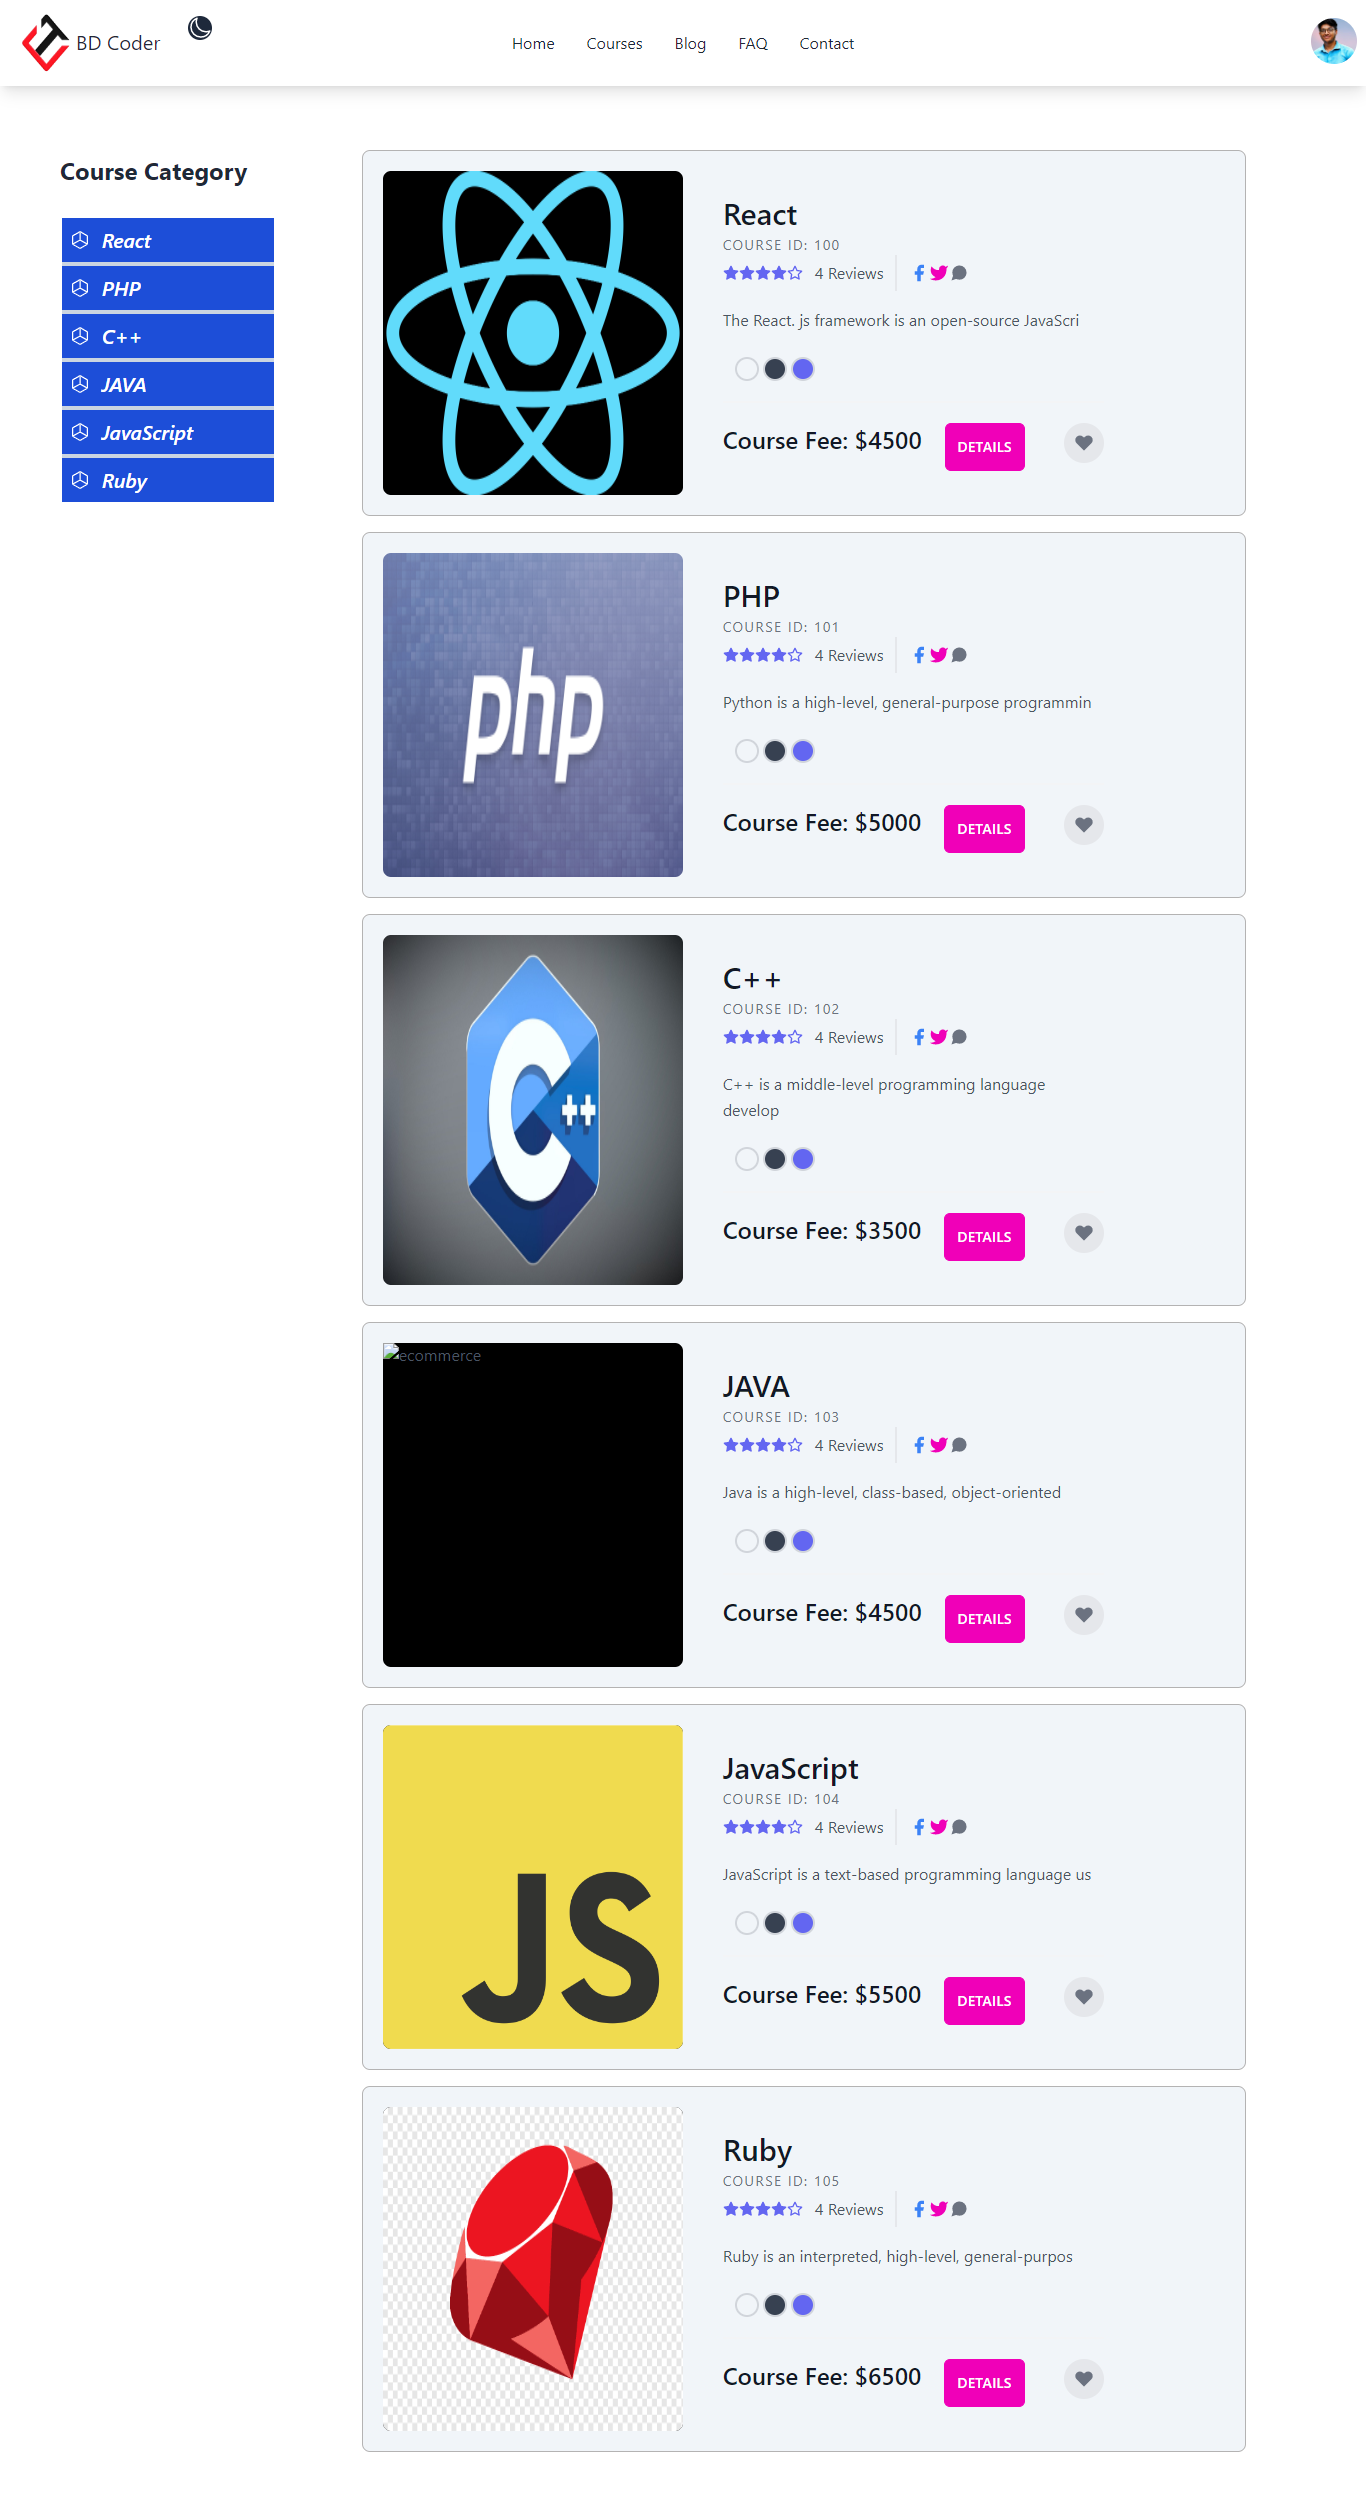 BD Coder
Home Courses Blog FAQ Contact
Course Category
React
PHP
C++
JAVA
JavaScript
Ruby
React
COURSE ID: 100
4 Reviews
The React. js framework is an open-source JavaScri
Course Fee: $4500 DETAILS
php
PHP
COURSE ID: 101
4 Reviews
Python is a high-level, general-purpose programmin
Course Fee: $5000 DETAILS
C++
C++
COURSE ID: 102
4 Reviews
C++ is a middle-level programming language
develop
Course Fee: $3500 DETAILS
ecommerce
JAVA
COURSE ID: 103
4 Reviews
Java is a high-level, class-based, object-oriented
Course Fee: $4500 DETAILS
JS
JavaScript
COURSE ID: 104
4 Reviews
JavaScript is a text-based programming language us
Course Fee: $5500 DETAILS
Ruby
COURSE ID: 105
4 Reviews
Ruby is an interpreted, high-level, general-purpos
Course Fee: $6500 DETAILS